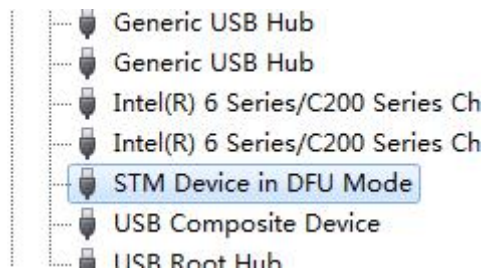 Generic USB Hub
Generic USB Hub
Intel(R) 6 Series/C200 Series Ch
Intel(R) 6 Series/C200 Series Ch
STM Device in DFU Mode
USB Composite Device
USB Root Hub